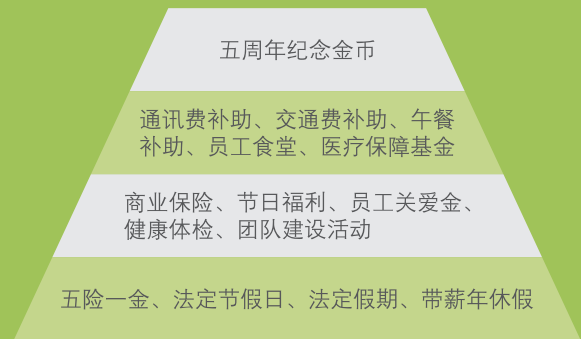 五周年纪念金币
通讯费补助、交通费补助、午餐
补助、员工食堂、医疗保障基金
商业保险、节日福利、员工关爱金、
健康体检、团队建设活动
五险一金、法定节假日、法定假期、带薪年休假